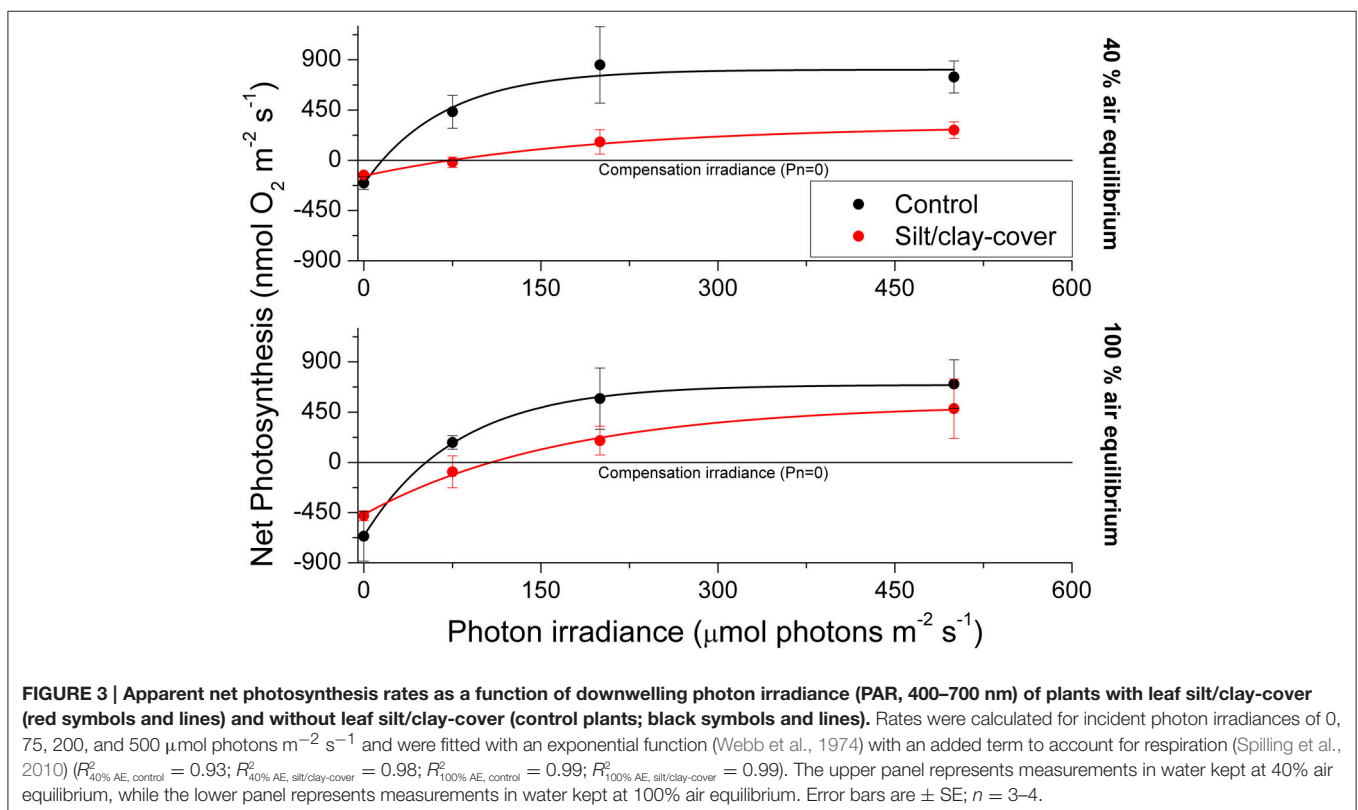 900
450
0
-450
-900
Compensation irradiance (Pn=0)
Control
Silt/clay-cover
0 150 300 450 600
40 % air equilibrium
Net Photosynthesis (nmol O₂ m⁻² s⁻¹)
900
450
0
-450
-900
Compensation irradiance (Pn=0)
0 150 300 450 600
100 % air equilibrium
Photon irradiance (μmol photons m⁻² s⁻¹)
FIGURE 3 | Apparent net photosynthesis rates as a function of downwelling photon irradiance (PAR, 400–700 nm) of plants with leaf silt/clay-cover
(red symbols and lines) and without leaf silt/clay-cover (control plants; black symbols and lines). Rates were calculated for incident photon irradiances of 0,
75, 200, and 500 μmol photons m⁻² s⁻¹ and were fitted with an exponential function (Webb et al., 1974) with an added term to account for respiration (Spilling et al.,
2010) (R²40% AE, control = 0.93; R²40% AE, silt/clay-cover = 0.98; R²100% AE, control = 0.99; R²100% AE, silt/clay-cover = 0.99). The upper panel represents measurements in water kept at 40% air
equilibrium, while the lower panel represents measurements in water kept at 100% air equilibrium. Error bars are ± SE; n = 3–4.